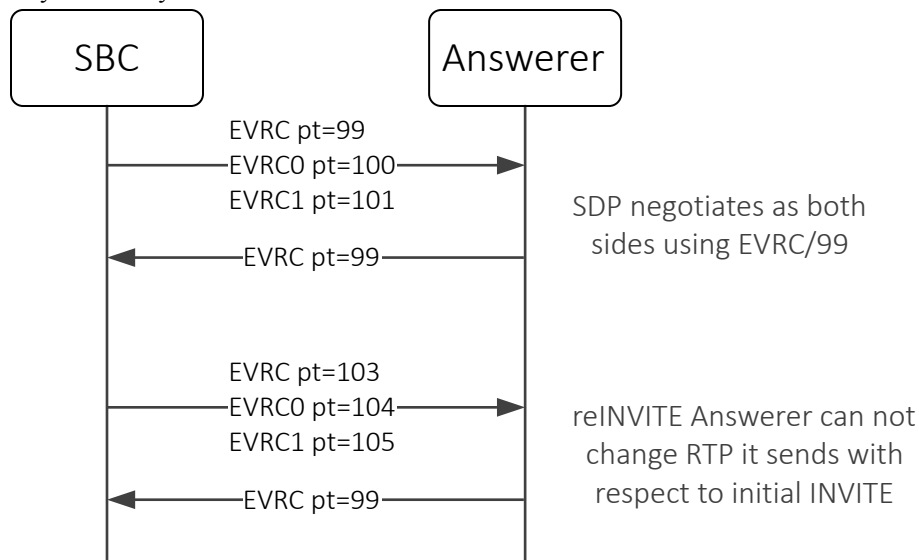 SBC
Answerer
EVRC pt=99
EVRC0 pt=100
EVRC1 pt=101
SDP negotiates as both
sides using EVRC/99
EVRC pt=99
EVRC pt=103
EVRC0 pt=104
EVRC1 pt=105
reINVITE Answerer can not
change RTP it sends with
respect to initial INVITE
EVRC pt=99